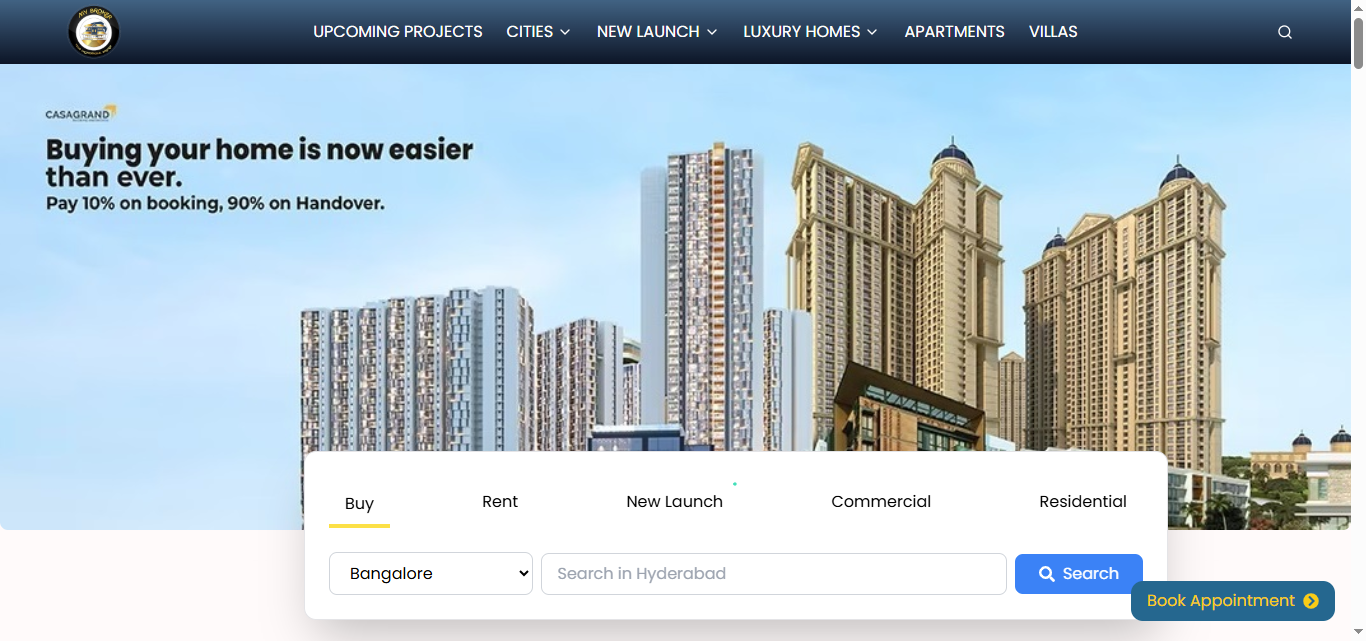 MY BROKER
UPCOMING PROJECTS
CITIES
NEW LAUNCH
LUXURY HOMES
APARTMENTS
VILLAS
CASAGRAND
Buying your home is now easier
than ever.
Pay 10% on booking, 90% on Handover.
Buy
Rent
New Launch
Commercial
Residential
Bangalore
Search in Hyderabad
Search
Book Appointment